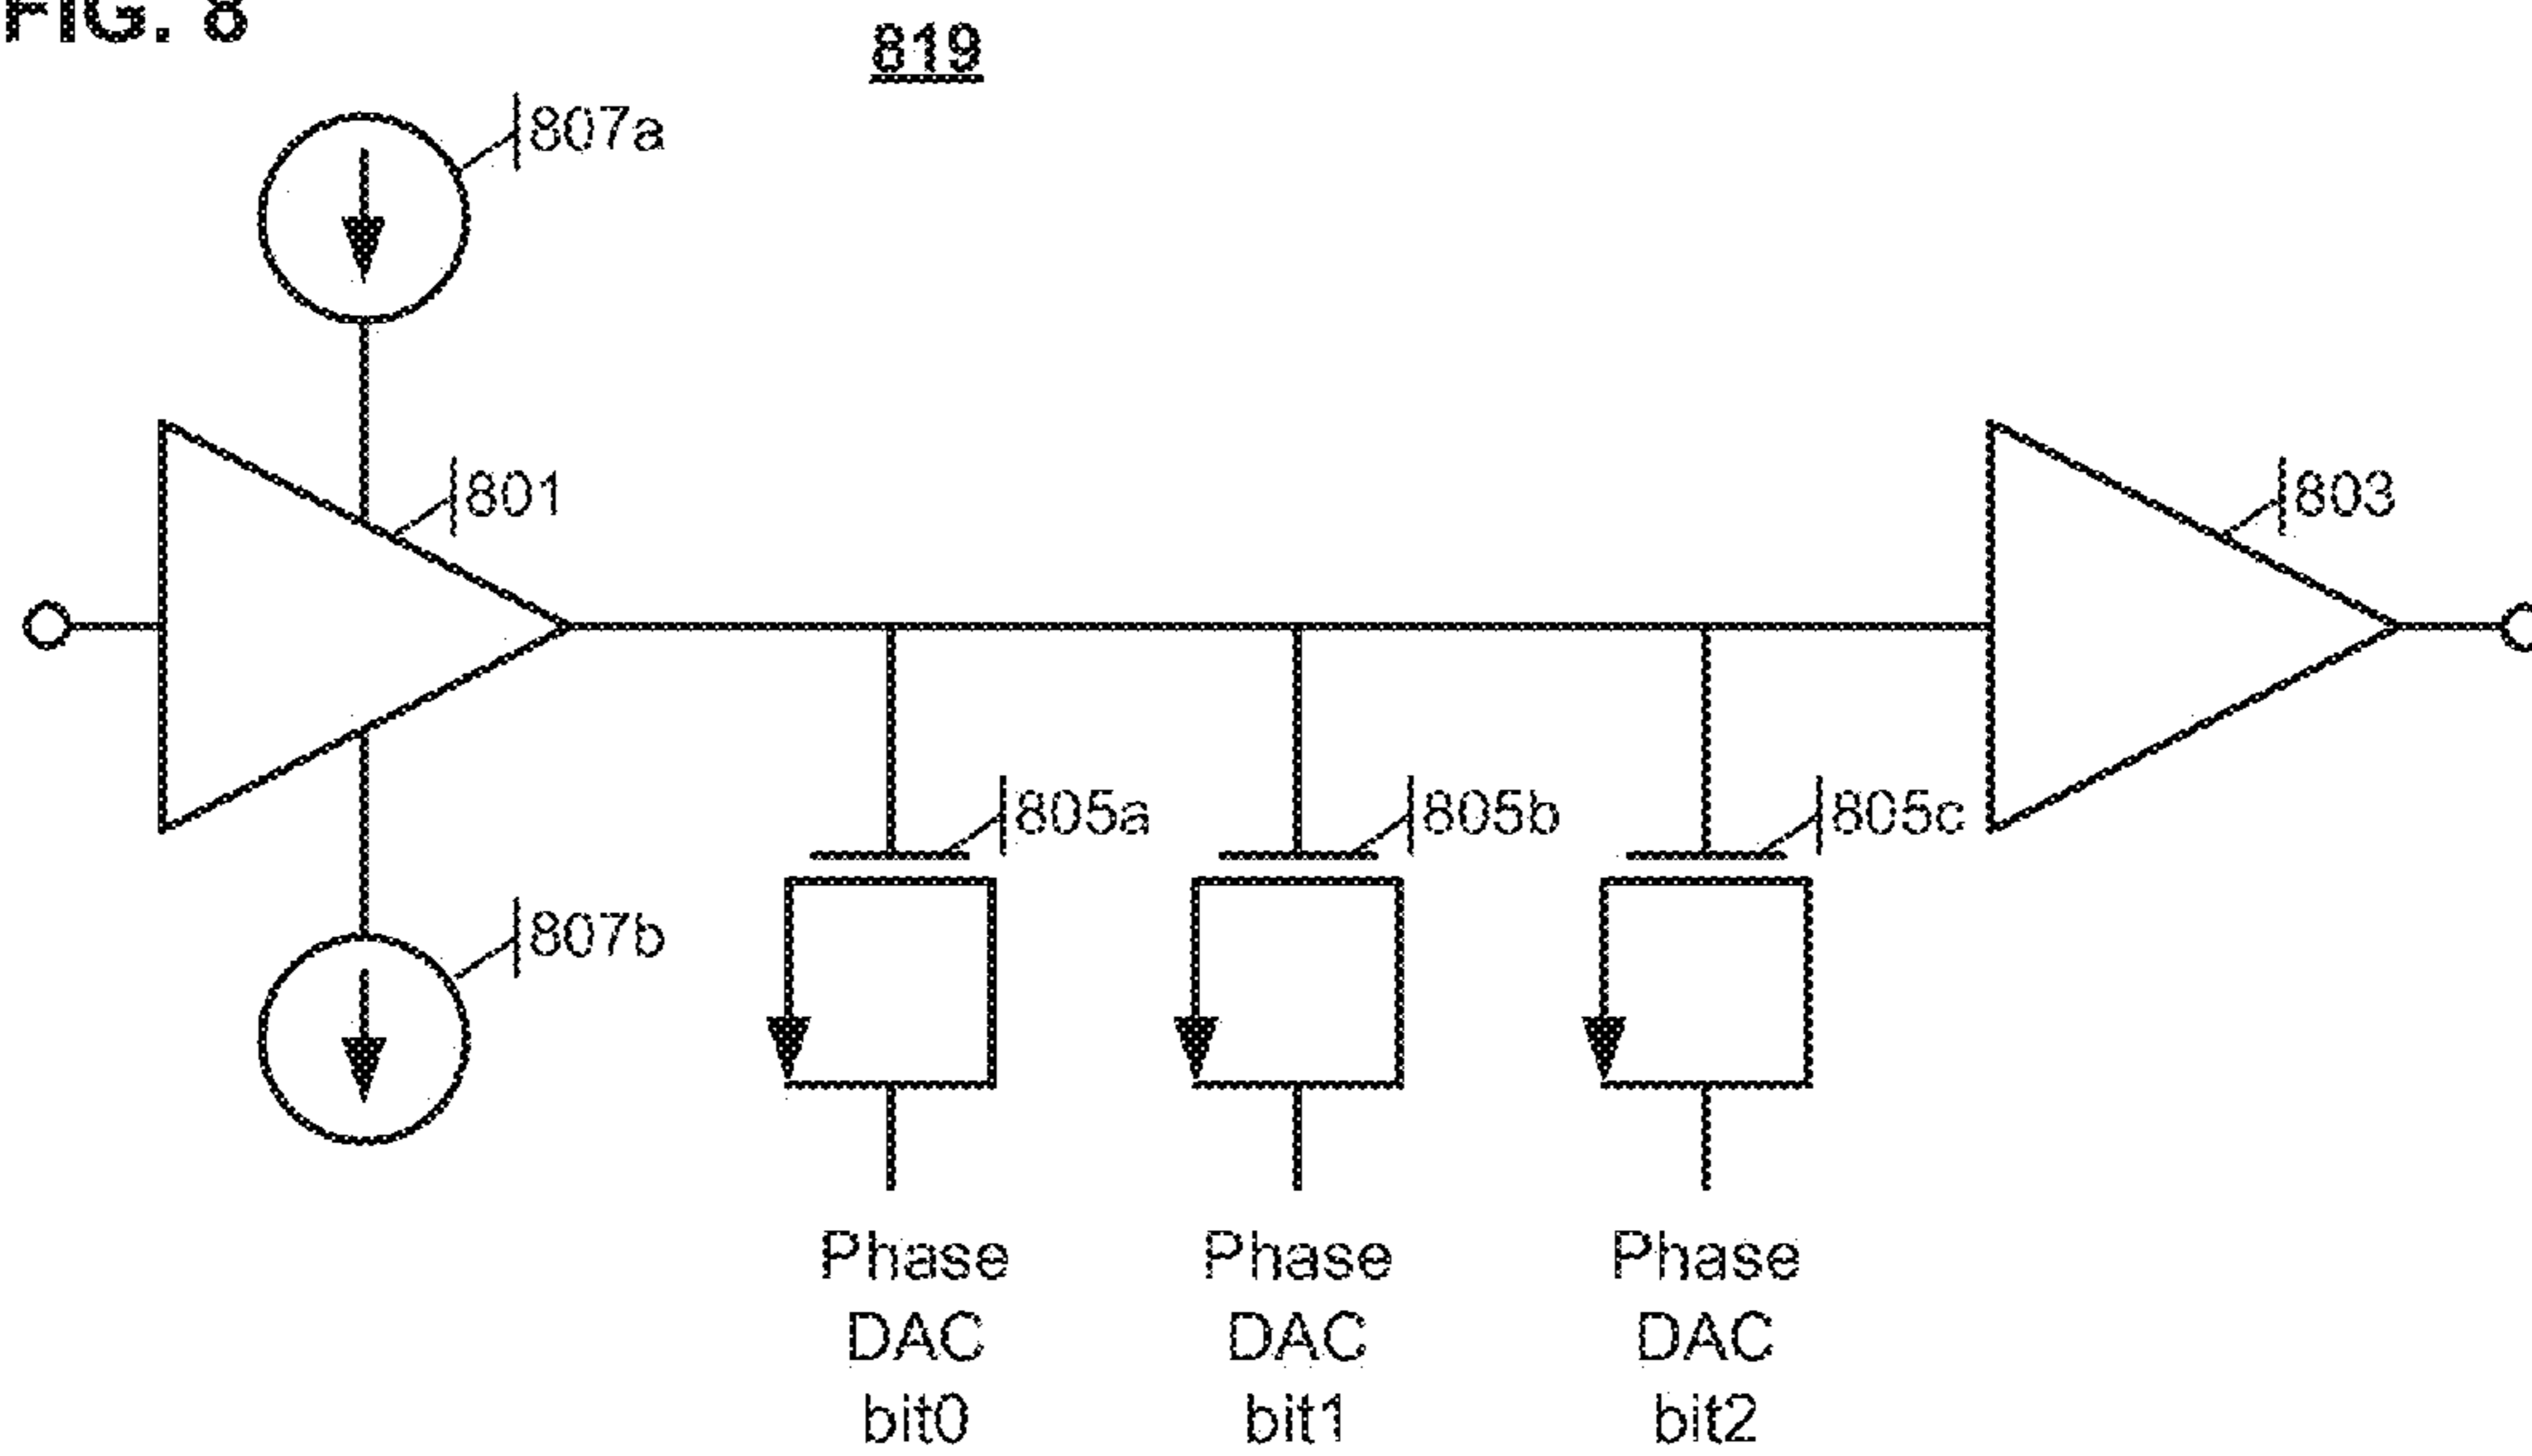 FIG. 8
819
807a
801
803
805a
805b
805c
807b
Phase
DAC
bit0
Phase
DAC
bit1
Phase
DAC
bit2